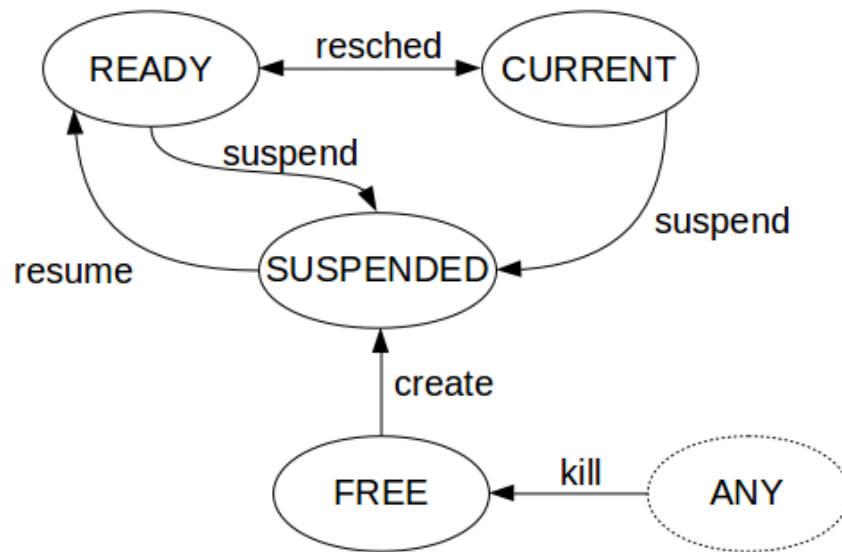 resched
READY
CURRENT
suspend
suspend
resume
SUSPENDED
create
kill
FREE
ANY